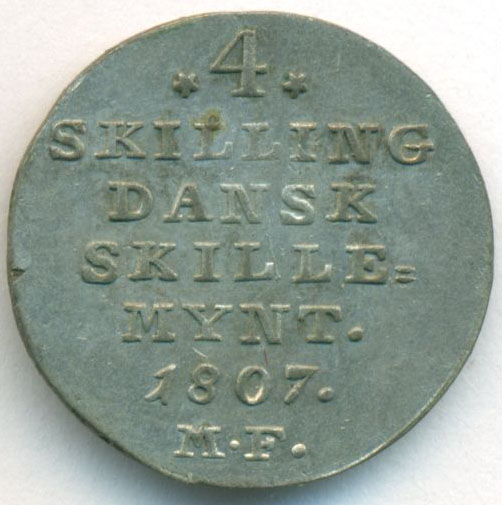 * 4 *
SKILLING
DANSK
SKILLE=
MYNT.
1807.
M·F.